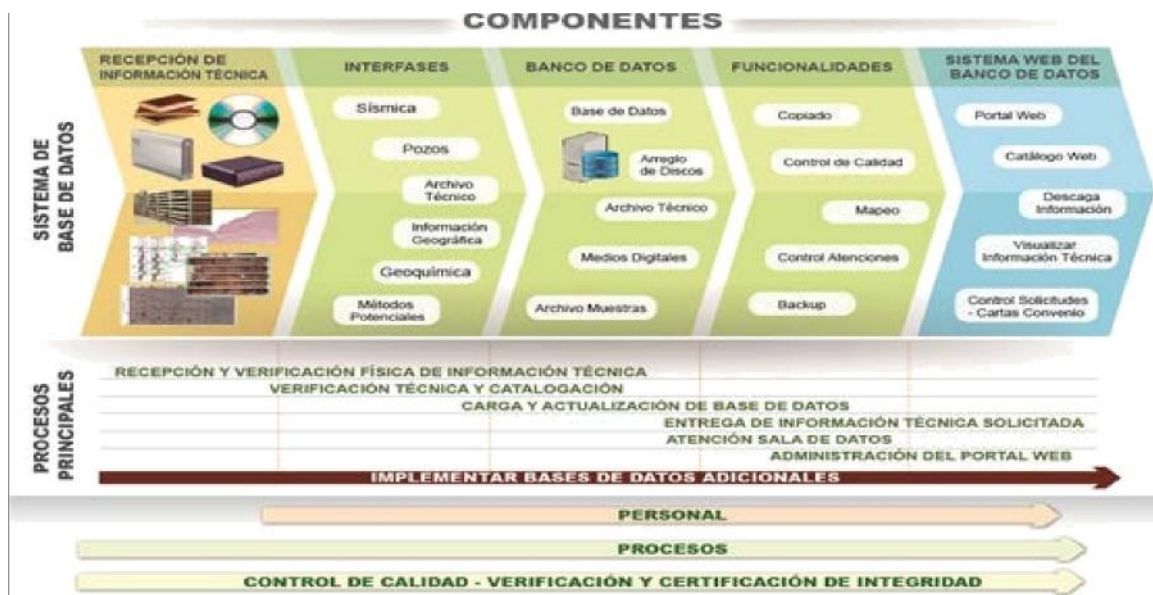 COMPONENTES
SISTEMA DE
BASE DE DATOS
RECEPCIÓN DE
INFORMACIÓN TÉCNICA
INTERFASES
Sísmica
Pozos
Archivo
Técnico
Información
Geográfica
Geoquímica
Métodos
Potenciales
BANCO DE DATOS
Base de Datos
Arreglo
de Discos
Archivo Técnico
Medios Digitales
Archivo Muestras
FUNCIONALIDADES
Copiado
Control de Calidad
Mapeo
Control Atenciones
Backup
SISTEMA WEB DEL
BANCO DE DATOS
Portal Web
Catálogo Web
Descaga
Información
Visualizar
Información Técnica
Control Solicitudes
- Cartas Convenio
PROCESOS
PRINCIPALES
RECEPCIÓN Y VERIFICACIÓN FÍSICA DE INFORMACIÓN TÉCNICA
VERIFICACIÓN TÉCNICA Y CATALOGACIÓN
CARGA Y ACTUALIZACIÓN DE BASE DE DATOS
ENTREGA DE INFORMACIÓN TÉCNICA SOLICITADA
ATENCIÓN SALA DE DATOS
ADMINISTRACIÓN DEL PORTAL WEB
IMPLEMENTAR BASES DE DATOS ADICIONALES
PERSONAL
PROCESOS
CONTROL DE CALIDAD - VERIFICACIÓN Y CERTIFICACIÓN DE INTEGRIDAD